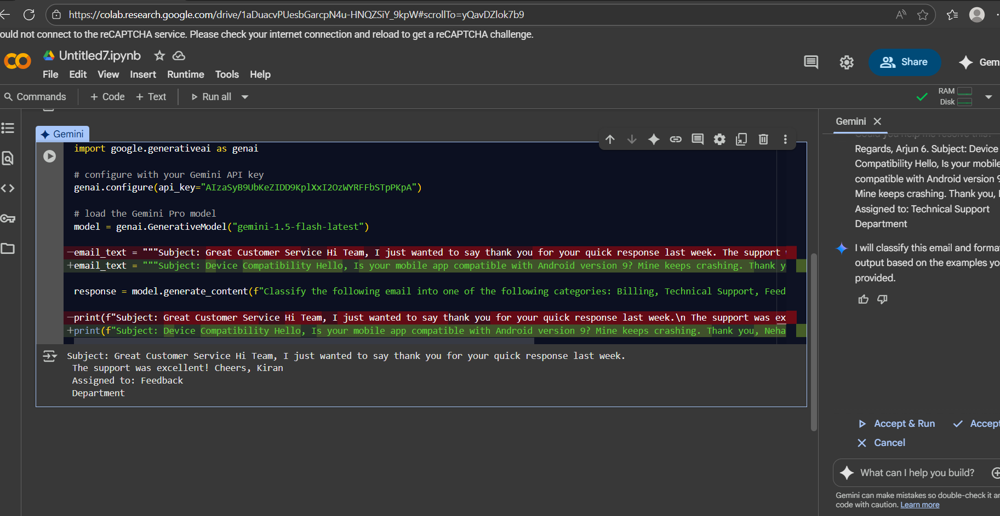 https://colab.research.google.com/drive/1aDuacvPUesbGarcpN4u-HNQZSiY_9kpW#scrollTo=yQavDZlok7b9
ould not connect to the reCAPTCHA service. Please check your internet connection and reload to get a reCAPTCHA challenge.
Untitled7.ipynb
File Edit View Insert Runtime Tools Help
Share
Gem
Commands + Code + Text Run all
RAM
Disk
Gemini
import google.generativeai as genai
# configure with your Gemini API key
genai.configure(api_key="AIzaSyB9UbKeZIDD9KplXxI2OzWYRFFbSTpPKpA")
# load the Gemini Pro model
model = genai.GenerativeModel("gemini-1.5-flash-latest")
—email_text = """Subject: Great Customer Service Hi Team, I just wanted to say thank you for your quick response last week. The support
+email_text = """Subject: Device Compatibility Hello, Is your mobile app compatible with Android version 9? Mine keeps crashing. Thank y
response = model.generate_content(f"Classify the following email into one of the following categories: Billing, Technical Support, Feed
—print(f"Subject: Great Customer Service Hi Team, I just wanted to say thank you for your quick response last week.\n The support was ex
+print(f"Subject: Device Compatibility Hello, Is your mobile app compatible with Android version 9? Mine keeps crashing. Thank you, Neha
Subject: Great Customer Service Hi Team, I just wanted to say thank you for your quick response last week.
The support was excellent! Cheers, Kiran
Assigned to: Feedback
Department
Gemini
Could you help me resolve this?
Regards, Arjun 6. Subject: Device
Compatibility Hello, Is your mobile
compatible with Android version 9
Mine keeps crashing. Thank you,
Assigned to: Technical Support
Department
I will classify this email and forma
output based on the examples yo
provided.
Accept & Run Accept
Cancel
What can I help you build?
Gemini can make mistakes so double-check it a
code with caution. Learn more